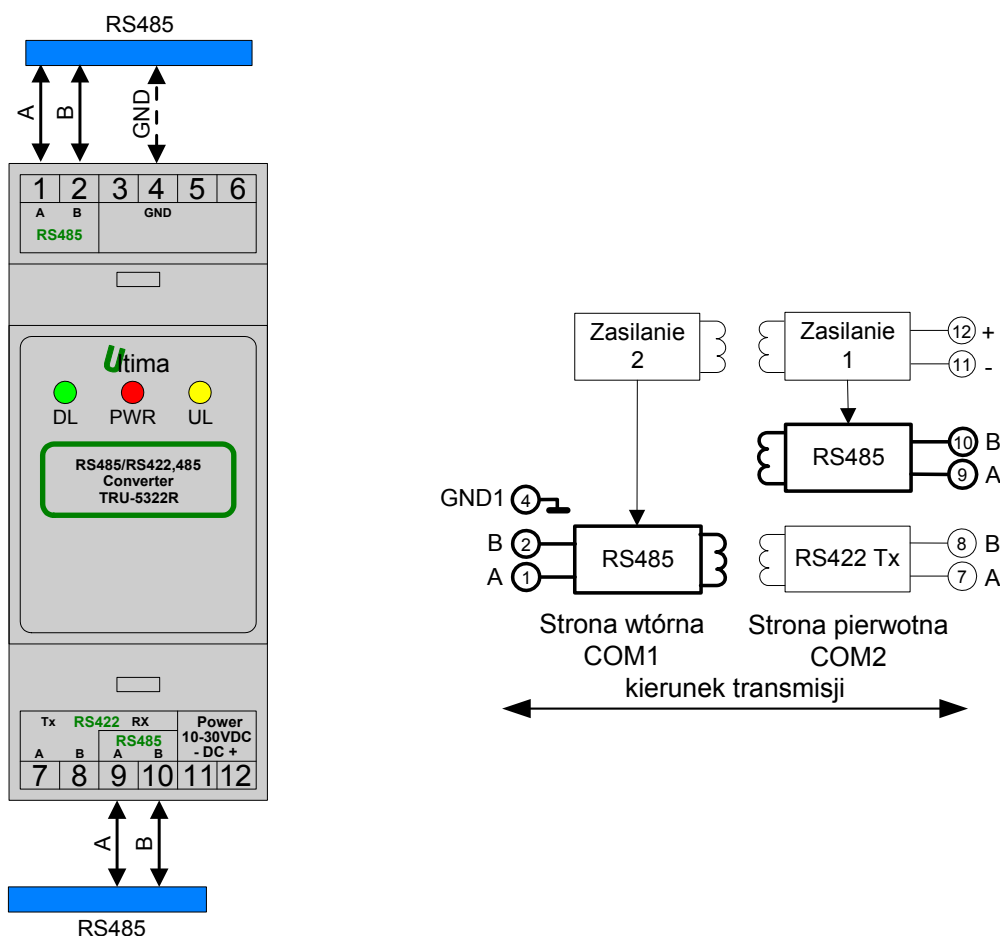 RS485
A
B
GND
1 2 3 4 5 6
A B GND
RS485
Ultima
DL PWR UL
RS485/RS422,485
Converter
TRU-5322R
Tx RS422 RX Power
RS485 10-30VDC
A B A B - DC +
7 8 9 10 11 12
A
B
RS485
Zasilanie
2
Zasilanie
1
12 +
11 -
RS485
10 B
9 A
GND1 4
B 2
A 1
RS485
RS422 Tx
8 B
7 A
Strona wtórna
COM1
Strona pierwotna
COM2
kierunek transmisji